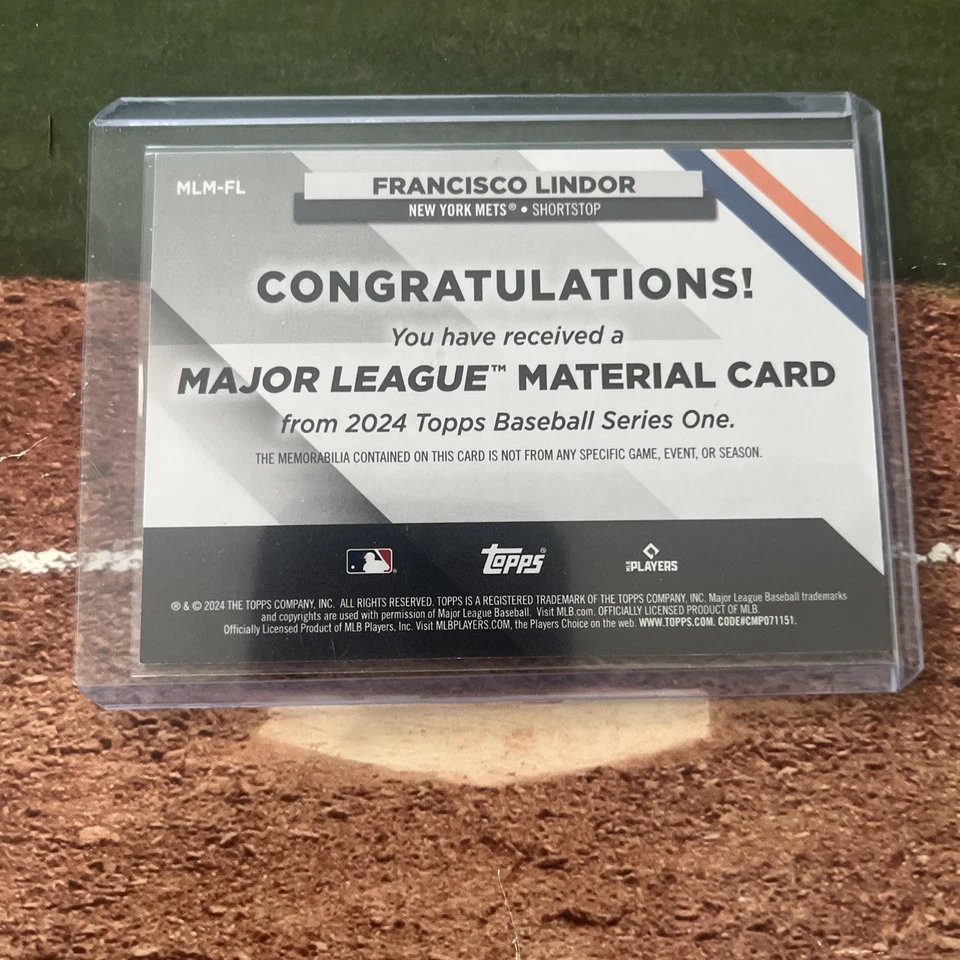 MLM-FL
FRANCISCO LINDOR
NEW YORK METS® • SHORTSTOP
CONGRATULATIONS!
You have received a
MAJOR LEAGUE™ MATERIAL CARD
from 2024 Topps Baseball Series One.
THE MEMORABILIA CONTAINED ON THIS CARD IS NOT FROM ANY SPECIFIC GAME, EVENT, OR SEASON.
topps® MLB PLAYERS
® & © 2024 THE TOPPS COMPANY, INC. ALL RIGHTS RESERVED. TOPPS IS A REGISTERED TRADEMARK OF THE TOPPS COMPANY, INC. Major League Baseball trademarks
and copyrights are used with permission of Major League Baseball. Visit MLB.com. OFFICIALLY LICENSED PRODUCT OF MLB.
Officially Licensed Product of MLB Players, Inc. Visit MLBPLAYERS.COM, the Players Choice on the web. WWW.TOPPS.COM. CODE#CMP071151.